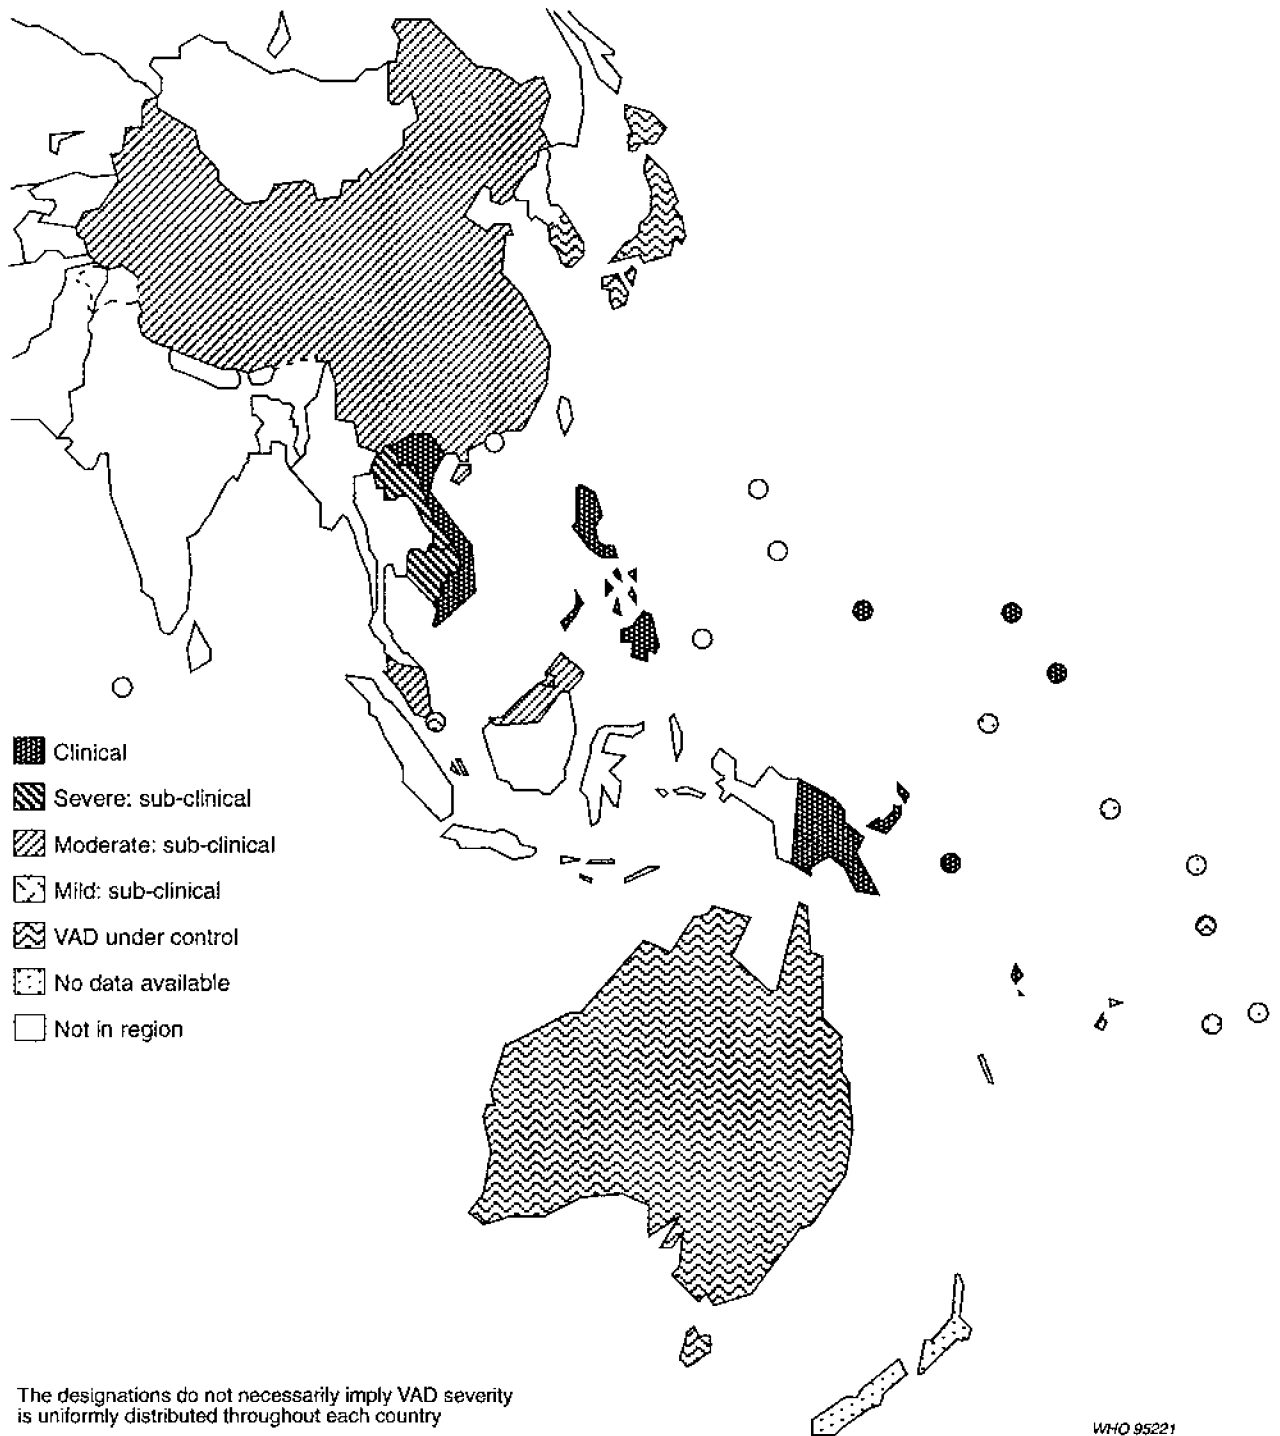 Clinical
Severe: sub-clinical
Moderate: sub-clinical
Mild: sub-clinical
VAD under control
No data available
Not in region
The designations do not necessarily imply VAD severity
is uniformly distributed throughout each country
WHO 95221